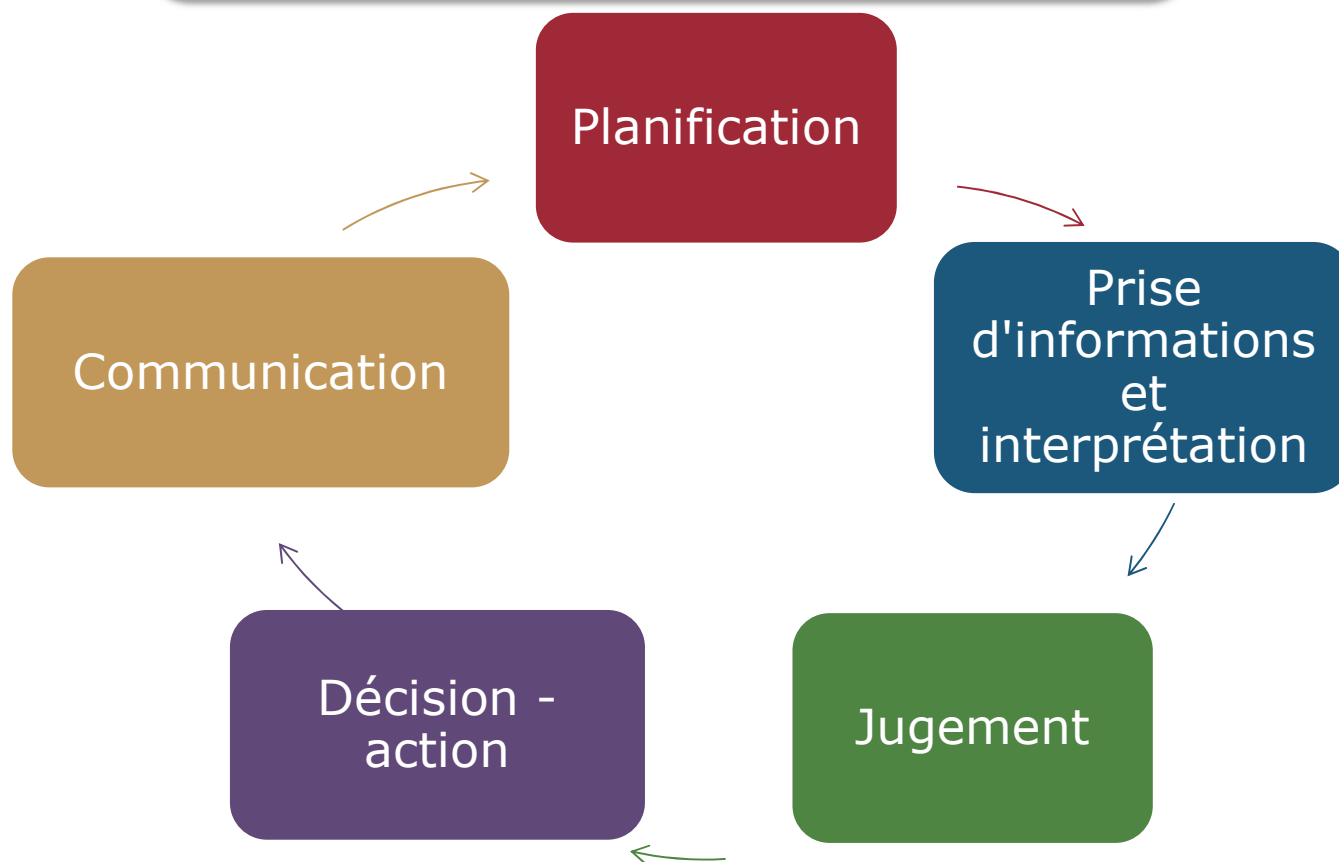 Planification
Prise
d'informations
et
interprétation
Jugement
Décision -
action
Communication